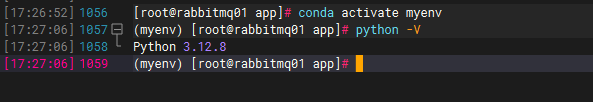 [17:26:52] 1056 [root@rabbitmq01 app]# conda activate myenv
[17:27:06] 1057 (myenv) [root@rabbitmq01 app]# python -V
[17:27:06] 1058 Python 3.12.8
[17:27:06] 1059 (myenv) [root@rabbitmq01 app]#